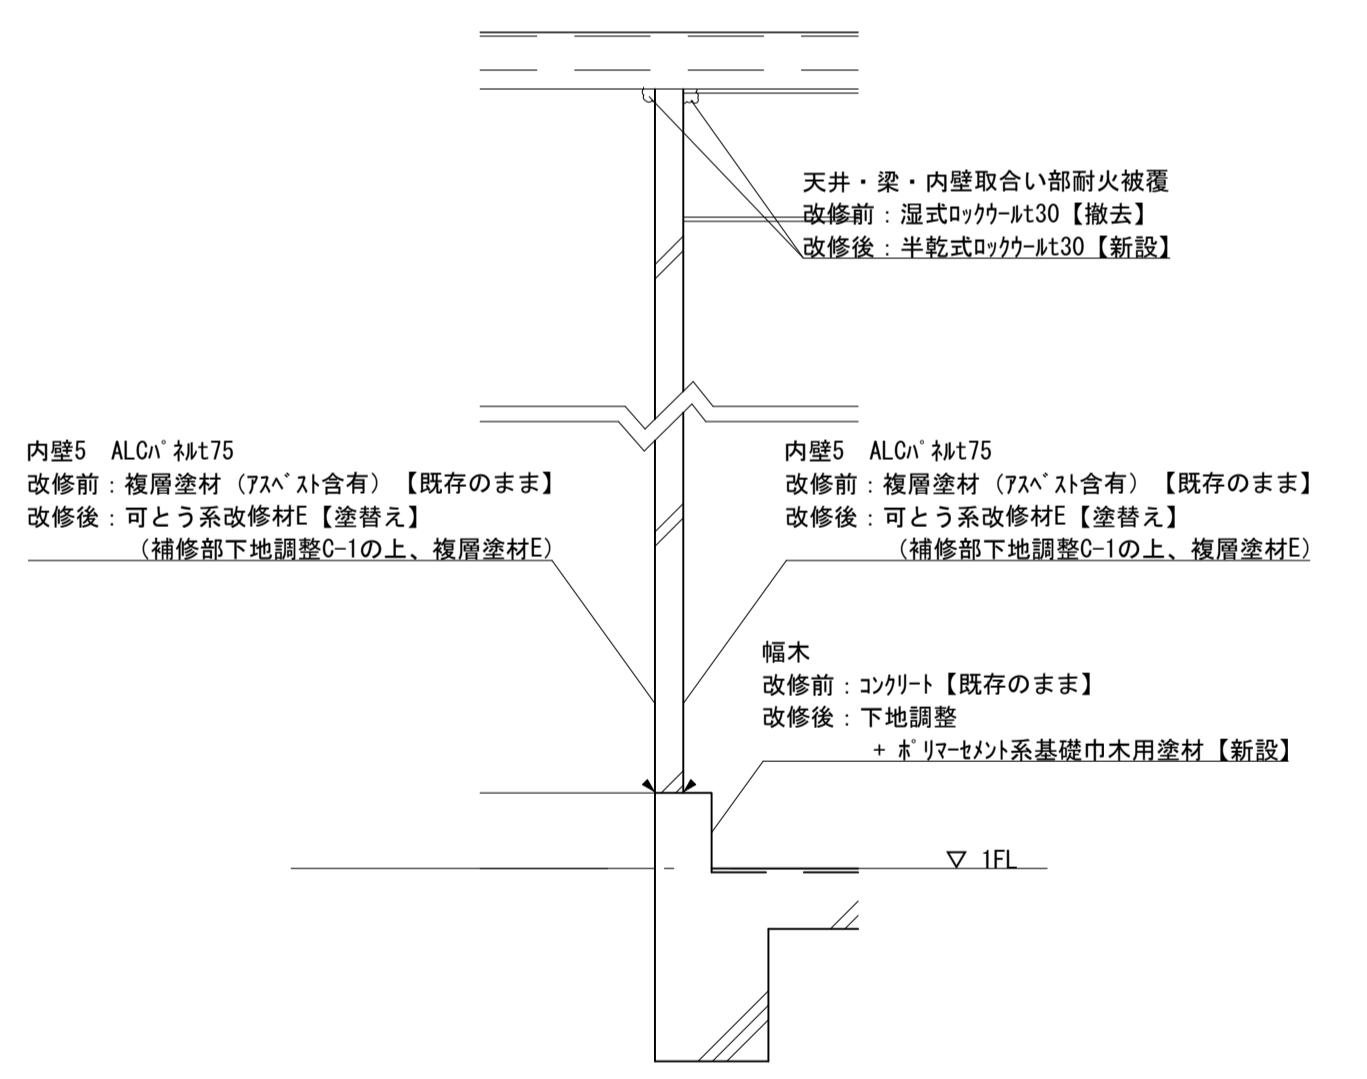 天井・梁・内壁取合い部耐火被覆
改修前：湿式ﾛｯｸｳｰﾙt30【撤去】
改修後：半乾式ﾛｯｸｳｰﾙt30【新設】
内壁5　ALCﾊﾟﾈﾙt75
改修前：複層塗材（ｱｽﾍﾞｽﾄ含有）【既存のまま】
改修後：可とう系改修材E【塗替え】
（補修部下地調整C-1の上、複層塗材E）
内壁5　ALCﾊﾟﾈﾙt75
改修前：複層塗材（ｱｽﾍﾞｽﾄ含有）【既存のまま】
改修後：可とう系改修材E【塗替え】
（補修部下地調整C-1の上、複層塗材E）
幅木
改修前：ｺﾝｸﾘｰﾄ【既存のまま】
改修後：下地調整
+ ﾎﾟﾘﾏｰｾﾒﾝﾄ系基礎巾木用塗材【新設】
▽ 1FL